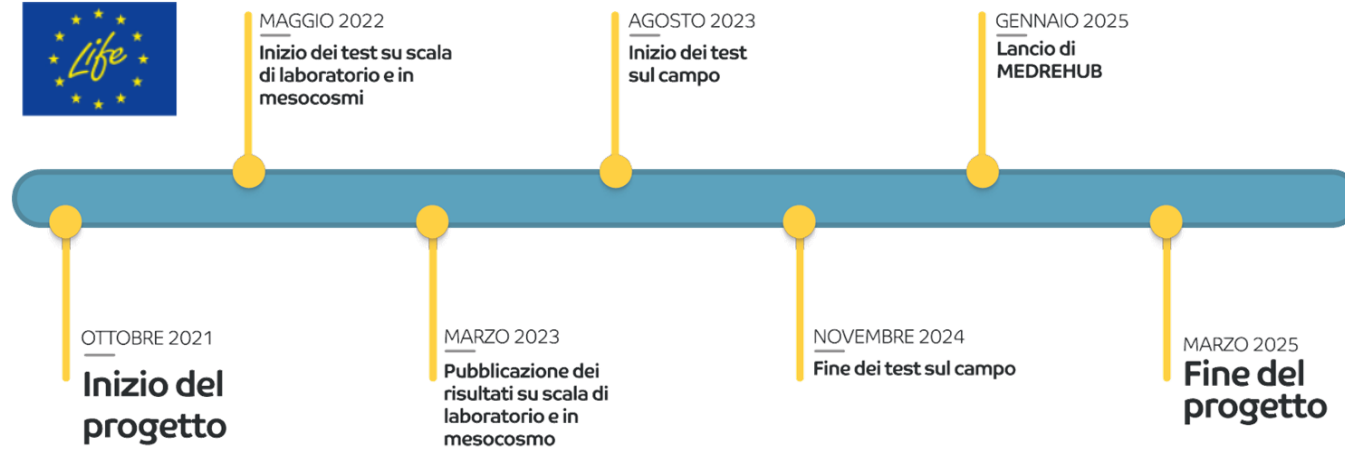 Life
MAGGIO 2022
Inizio dei test su scala
di laboratorio e in
mesocosmi
AGOSTO 2023
Inizio dei test
sul campo
GENNAIO 2025
Lancio di
MEDREHUB
OTTOBRE 2021
Inizio del
progetto
MARZO 2023
Pubblicazione dei
risultati su scala di
laboratorio e in
mesocosmo
NOVEMBRE 2024
Fine dei test sul campo
MARZO 2025
Fine del
progetto